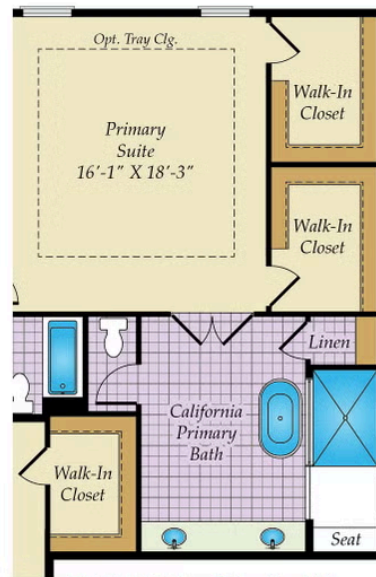 Opt. Tray Clg.
Primary
Suite
16'-1" X 18'-3"
Walk-In
Closet
Walk-In
Closet
Linen
California
Primary
Bath
Walk-In
Closet
Seat